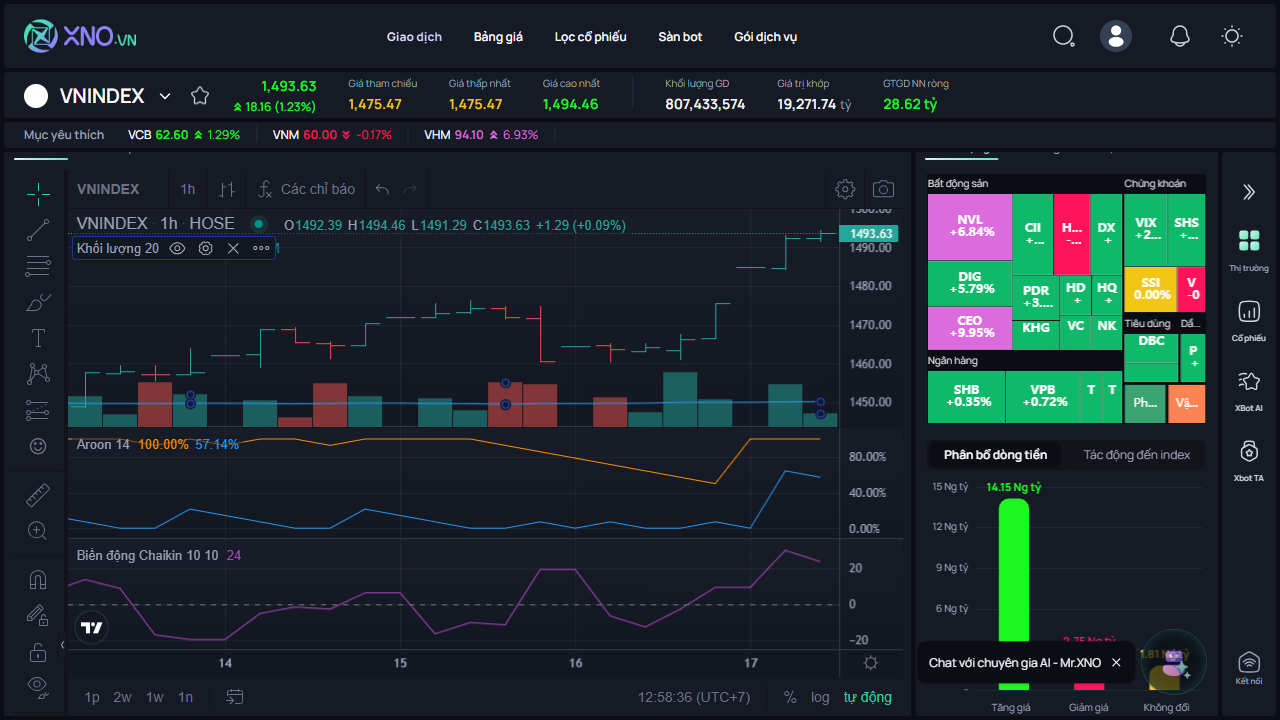 XNO.VN
Giao dịch Bảng giá Lọc cổ phiếu Sàn bot Gói dịch vụ
VNINDEX
1,493.63
18.16 (1.23%)
Giá tham chiếu
1,475.47
Giá thấp nhất
1,475.47
Giá cao nhất
1,494.46
Khối lượng GD
807,433,574
Giá trị khớp
19,271.74 tỷ
GTGD NN ròng
28.62 tỷ
Mục yêu thích VCB 62.60 1.29% VNM 60.00 -0.17% VHM 94.10 6.93%
VNINDEX 1h Các chỉ báo
VNINDEX · 1h · HOSE O1492.39 H1494.46 L1491.29 C1493.63 +1.29 (+0.09%)
Khối lượng 20
1493.63
1490.00
1480.00
1470.00
1460.00
1450.00
Aroon 14 100.00% 57.14%
80.00%
40.00%
0.00%
Biến động Chaikin 10 10 24
20
0
−20
14 15 16 17
1p 2w 1w 1n
12:58:36 (UTC+7) % log tự động
Bất động sản
NVL
+6.84%
DIG
+5.79%
CEO
+9.95%
CII
+...
H...
-...
DX
+
PDR
+3....
HD
+
HQ
+
KHG
VC
NK
Chứng khoán
VIX
+2...
SHS
+...
SSI
0.00%
V
-0
Tiêu dùng
DBC
Dầ...
P
+
Ngân hàng
SHB
+0.35%
VPB
+0.72%
T
T
Ph...
Vậ...
Phân bổ dòng tiền Tác động đến index
15 Ng tỷ
12 Ng tỷ
9 Ng tỷ
6 Ng tỷ
14.15 Ng tỷ
1.81 Ng tỷ
Tăng giá Giảm giá Không đổi
Chat với chuyên gia AI - Mr.XNO
Thị trường
Cổ phiếu
XBot AI
Xbot TA
Kết nối